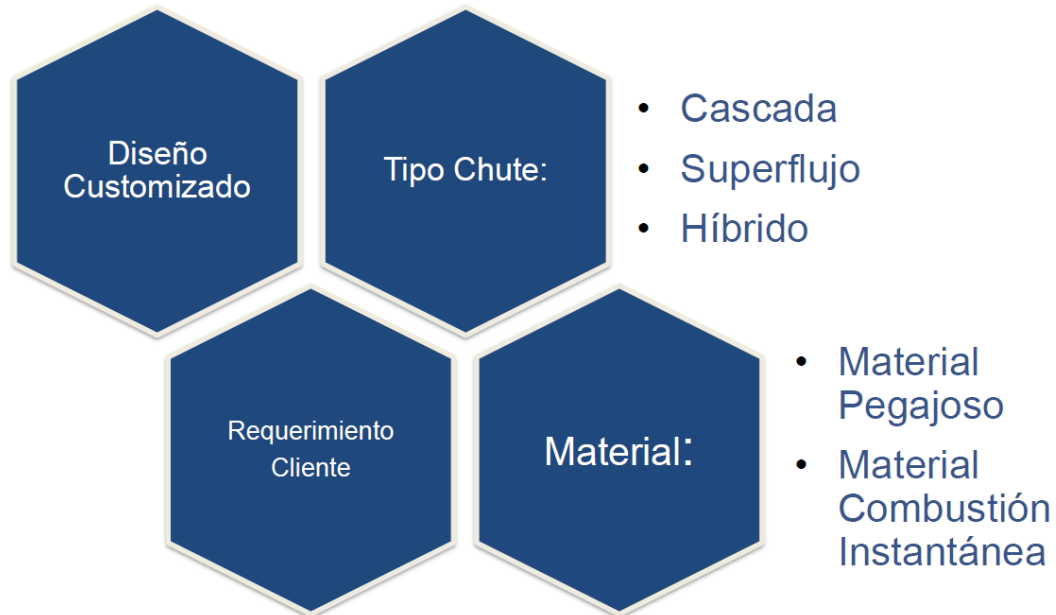 Diseño
Customizado
Tipo Chute:
• Cascada
• Superflujo
• Híbrido
Requerimiento
Cliente
Material:
• Material
Pegajoso
• Material
Combustión
Instantánea